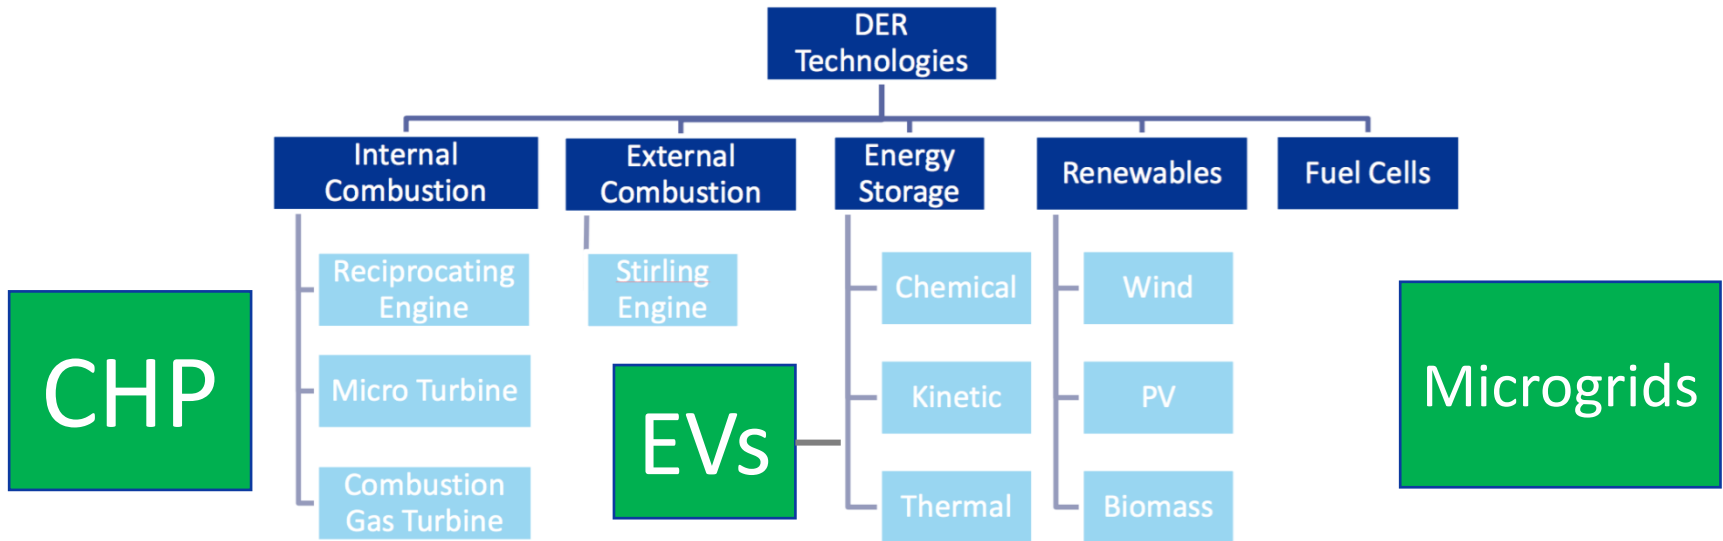 DER
Technologies
Internal
Combustion
External
Combustion
Energy
Storage
Renewables
Fuel Cells
Reciprocating
Engine
Micro Turbine
Combustion
Gas Turbine
Stirling
Engine
Chemical
Kinetic
Thermal
Wind
PV
Biomass
CHP
EVs
Microgrids